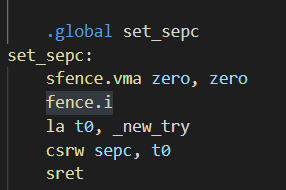 .global set_sepc
set_sepc:
sfence.vma zero, zero
fence.i
la t0, _new_try
csrw sepc, t0
sret